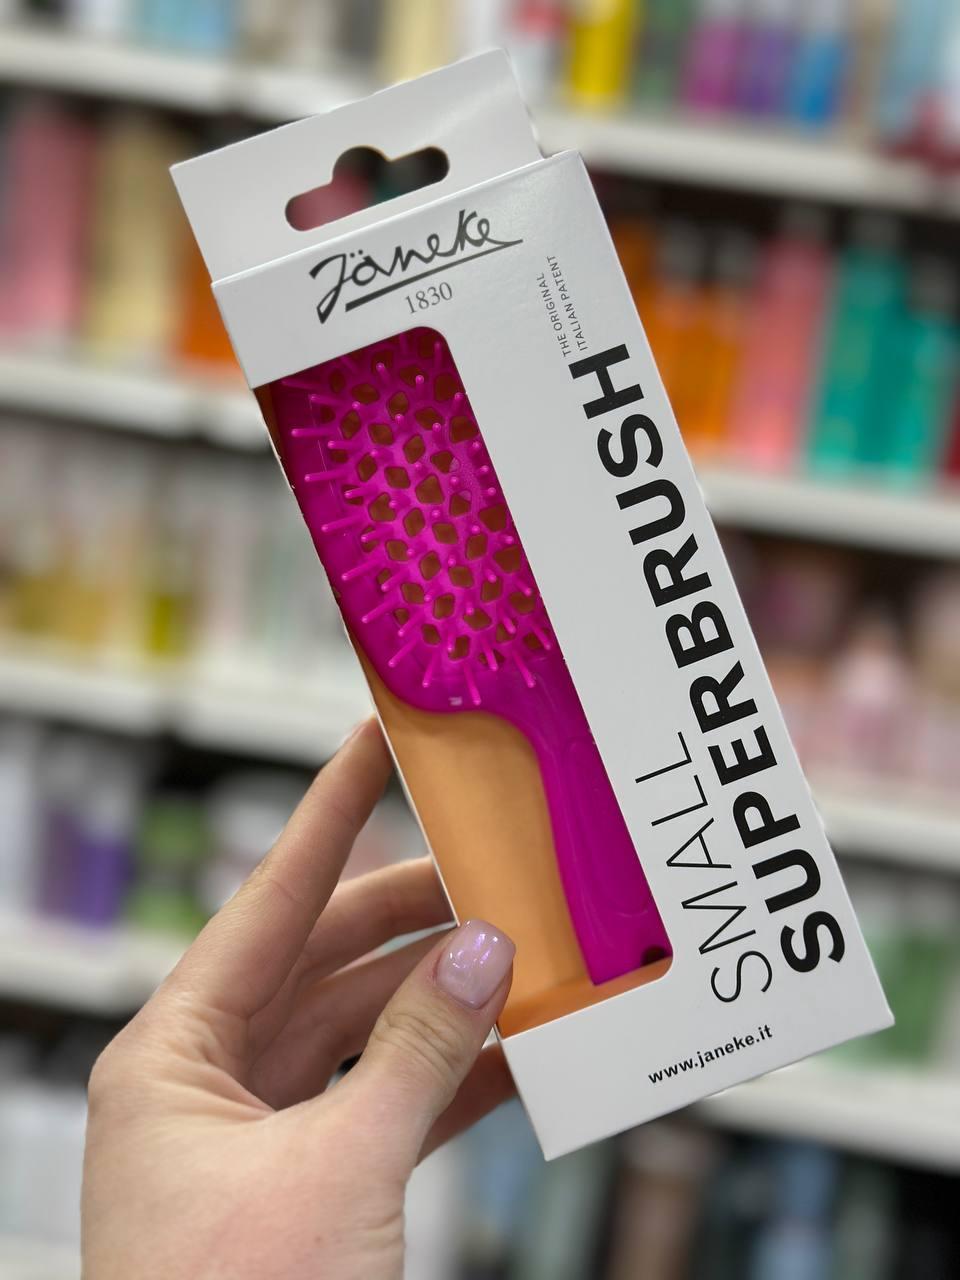 Jäneke
1830
THE ORIGINAL
ITALIAN PATENT
SMALL
SUPERBRUSH
www.janeke.it